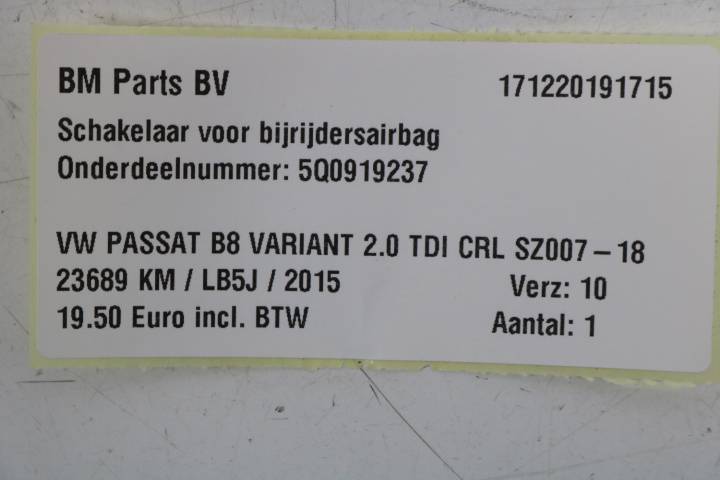 BM Parts BV 171220191715
Schakelaar voor bijrijdersairbag
Onderdeelnummer: 5Q0919237
VW PASSAT B8 VARIANT 2.0 TDI CRL SZ007-18
23689 KM / LB5J / 2015 Verz: 10
19.50 Euro incl. BTW Aantal: 1